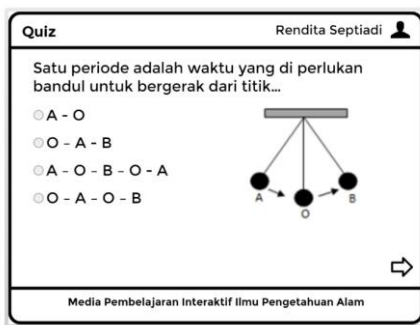 Quiz
Rendita Septiadi
Satu periode adalah waktu yang di perlukan
bandul untuk bergerak dari titik...
A - O
O - A - B
A - O - B - O - A
O - A - O - B
A
O
B
Media Pembelajaran Interaktif Ilmu Pengetahuan Alam